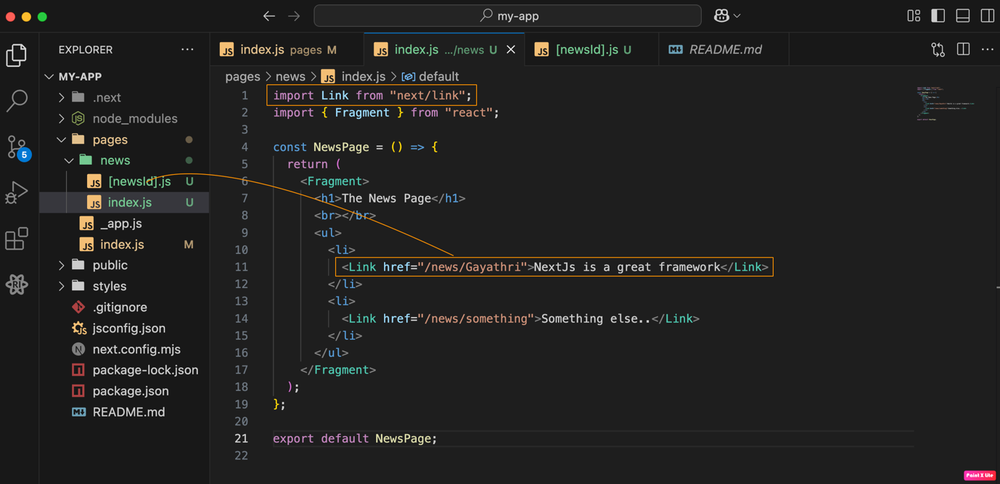 my-app
EXPLORER
MY-APP
.next
node_modules
pages
news
[newsId].js U
index.js U
_app.js
index.js M
public
styles
.gitignore
jsconfig.json
next.config.mjs
package-lock.json
package.json
README.md
5
index.js pages M
index.js .../news U
[newsId].js U
README.md
pages > news > JS index.js > default
1 import Link from "next/link";
2 import { Fragment } from "react";
3
4 const NewsPage = () => {
5 return (
6 <Fragment>
7 <h1>The News Page</h1>
8 <br></br>
9 <ul>
10 <li>
11 <Link href="/news/Gayathri">NextJs is a great framework</Link>
12 </li>
13 <li>
14 <Link href="/news/something">Something else..</Link>
15 </li>
16 </ul>
17 </Fragment>
18 );
19 };
20
21 export default NewsPage;
22
Paint X Lite